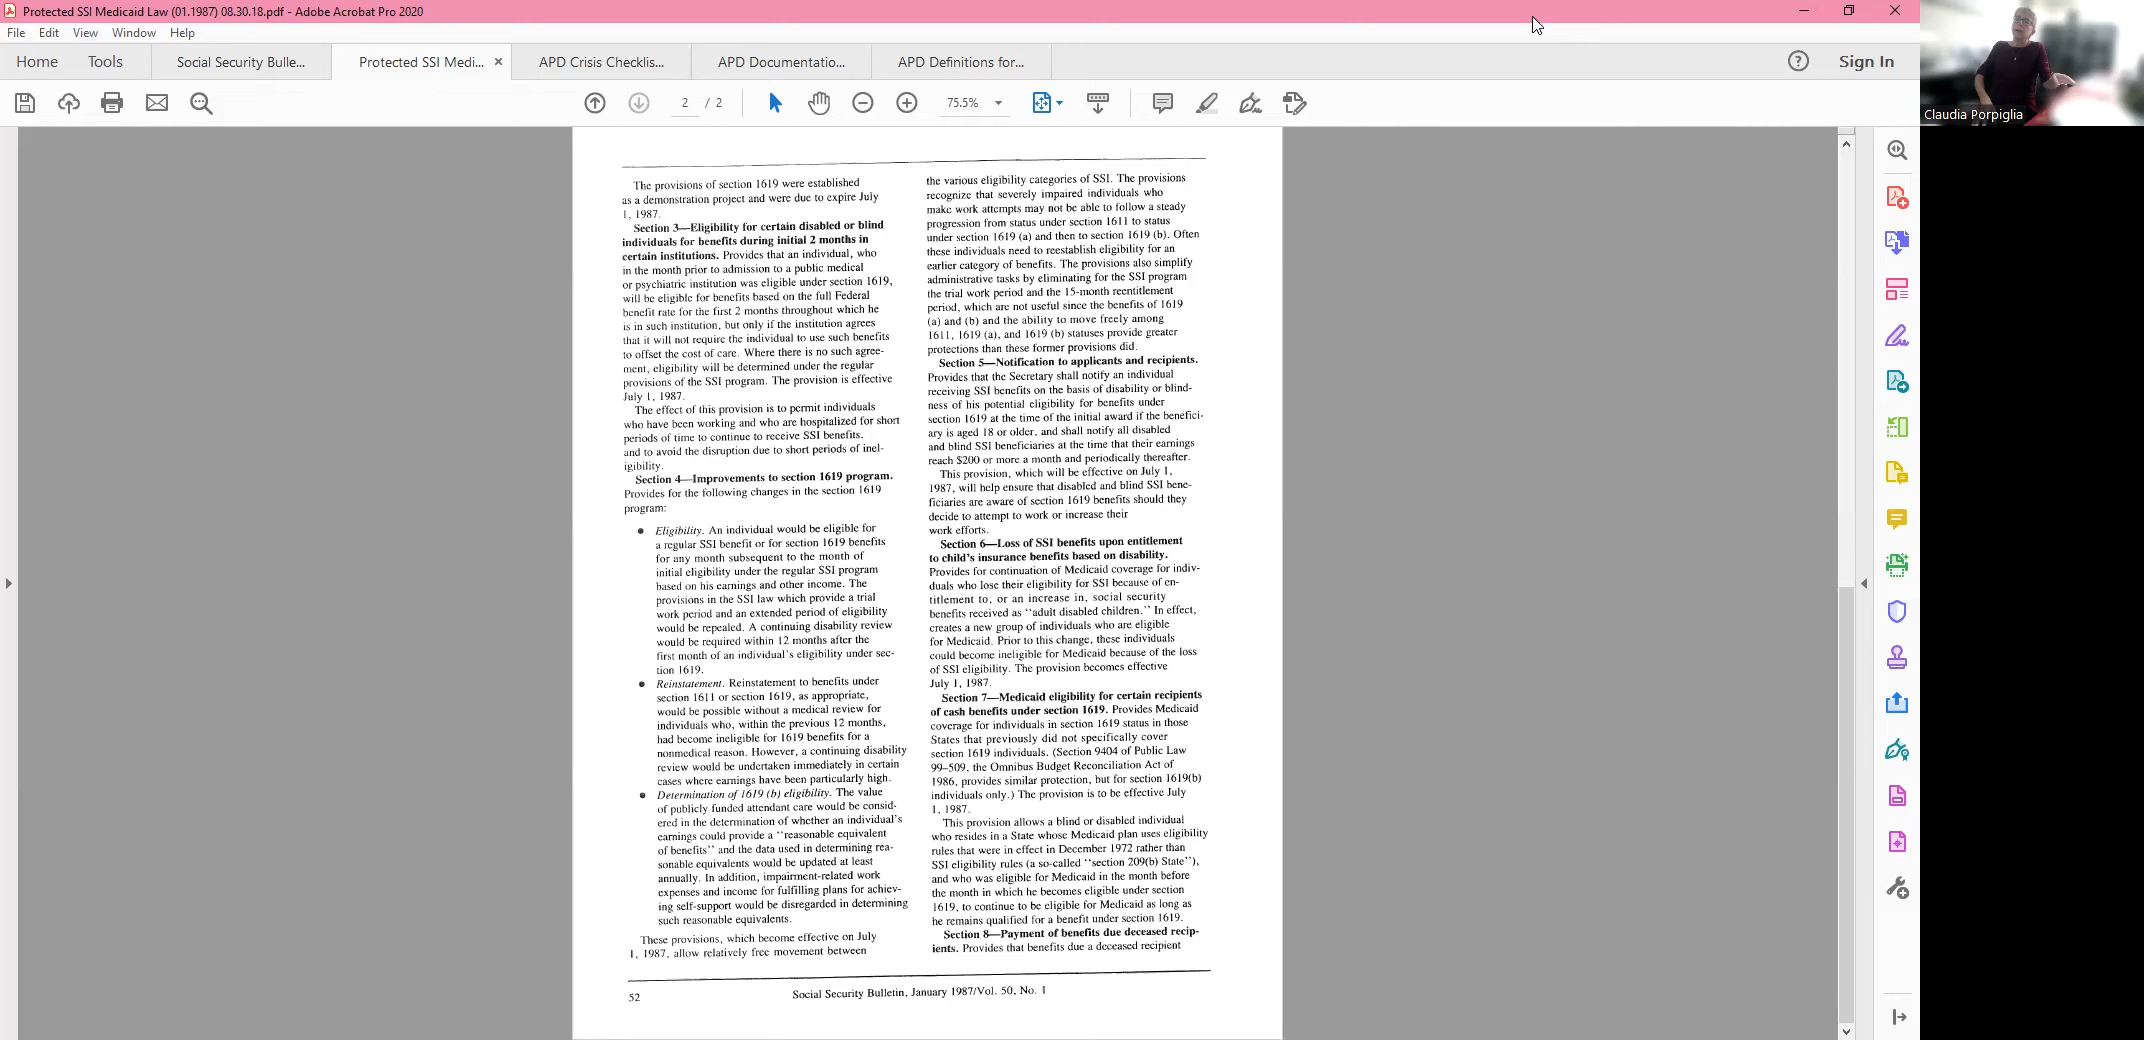 Protected SSI Medicaid Law (01.1987) 08.30.18.pdf - Adobe Acrobat Pro 2020
File Edit View Window Help
Home Tools Social Security Bulle... Protected SSI Medi... × APD Crisis Checklis... APD Documentatio... APD Definitions for... Sign In
2 / 2 75.5%
Claudia Porpiglia
The provisions of section 1619 were established
as a demonstration project and were due to expire July
1, 1987.
Section 3—Eligibility for certain disabled or blind
individuals for benefits during initial 2 months in
certain institutions. Provides that an individual, who
in the month prior to admission to a public medical
or psychiatric institution was eligible under section 1619,
will be eligible for benefits based on the full Federal
benefit rate for the first 2 months throughout which he
is in such institution, but only if the institution agrees
that it will not require the individual to use such benefits
to offset the cost of care. Where there is no such agree-
ment, eligibility will be determined under the regular
provisions of the SSI program. The provision is effective
July 1, 1987.
The effect of this provision is to permit individuals
who have been working and who are hospitalized for short
periods of time to continue to receive SSI benefits.
and to avoid the disruption due to short periods of inel-
igibility.
Section 4—Improvements to section 1619 program.
Provides for the following changes in the section 1619
program:
● Eligibility. An individual would be eligible for
a regular SSI benefit or for section 1619 benefits
for any month subsequent to the month of
initial eligibility under the regular SSI program
based on his earnings and other income. The
provisions in the SSI law which provide a trial
work period and an extended period of eligibility
would be repealed. A continuing disability review
would be required within 12 months after the
first month of an individual's eligibility under sec-
tion 1619.
● Reinstatement. Reinstatement to benefits under
section 1611 or section 1619, as appropriate,
would be possible without a medical review for
individuals who, within the previous 12 months,
had become ineligible for 1619 benefits for a
nonmedical reason. However, a continuing disability
review would be undertaken immediately in certain
cases where earnings have been particularly high.
● Determination of 1619 (b) eligibility. The value
of publicly funded attendant care would be consid-
ered in the determination of whether an individual's
earnings could provide a "reasonable equivalent
of benefits" and the data used in determining rea-
sonable equivalents would be updated at least
annually. In addition, impairment-related work
expenses and income for fulfilling plans for achiev-
ing self-support would be disregarded in determining
such reasonable equivalents.
These provisions, which become effective on July
1, 1987, allow relatively free movement between
the various eligibility categories of SSI. The provisions
recognize that severely impaired individuals who
make work attempts may not be able to follow a steady
progression from status under section 1611 to status
under section 1619 (a) and then to section 1619 (b). Often
these individuals need to reestablish eligibility for an
earlier category of benefits. The provisions also simplify
administrative tasks by eliminating for the SSI program
the trial work period and the 15-month reentitlement
period, which are not useful since the benefits of 1619
(a) and (b) and the ability to move freely among
1611, 1619 (a), and 1619 (b) statuses provide greater
protections than these former provisions did.
Section 5—Notification to applicants and recipients.
Provides that the Secretary shall notify an individual
receiving SSI benefits on the basis of disability or blind-
ness of his potential eligibility for benefits under
section 1619 at the time of the initial award if the benefici-
ary is aged 18 or older, and shall notify all disabled
and blind SSI beneficiaries at the time that their earnings
reach $200 or more a month and periodically thereafter.
This provision, which will be effective on July 1,
1987, will help ensure that disabled and blind SSI bene-
ficiaries are aware of section 1619 benefits should they
decide to attempt to work or increase their
work efforts.
Section 6—Loss of SSI benefits upon entitlement
to child's insurance benefits based on disability.
Provides for continuation of Medicaid coverage for indiv-
duals who lose their eligibility for SSI because of en-
titlement to, or an increase in, social security
benefits received as "adult disabled children." In effect,
creates a new group of individuals who are eligible
for Medicaid. Prior to this change, these individuals
could become ineligible for Medicaid because of the loss
of SSI eligibility. The provision becomes effective
July 1, 1987.
Section 7—Medicaid eligibility for certain recipients
of cash benefits under section 1619. Provides Medicaid
coverage for individuals in section 1619 status in those
States that previously did not specifically cover
section 1619 individuals. (Section 9404 of Public Law
99–509, the Omnibus Budget Reconciliation Act of
1986, provides similar protection, but for section 1619(b)
individuals only.) The provision is to be effective July
1, 1987.
This provision allows a blind or disabled individual
who resides in a State whose Medicaid plan uses eligibility
rules that were in effect in December 1972 rather than
SSI eligibility rules (a so-called "section 209(b) State"),
and who was eligible for Medicaid in the month before
the month in which he becomes eligible under section
1619, to continue to be eligible for Medicaid as long as
he remains qualified for a benefit under section 1619.
Section 8—Payment of benefits due deceased recip-
ients. Provides that benefits due a deceased recipient
52 Social Security Bulletin, January 1987/Vol. 50, No. 1